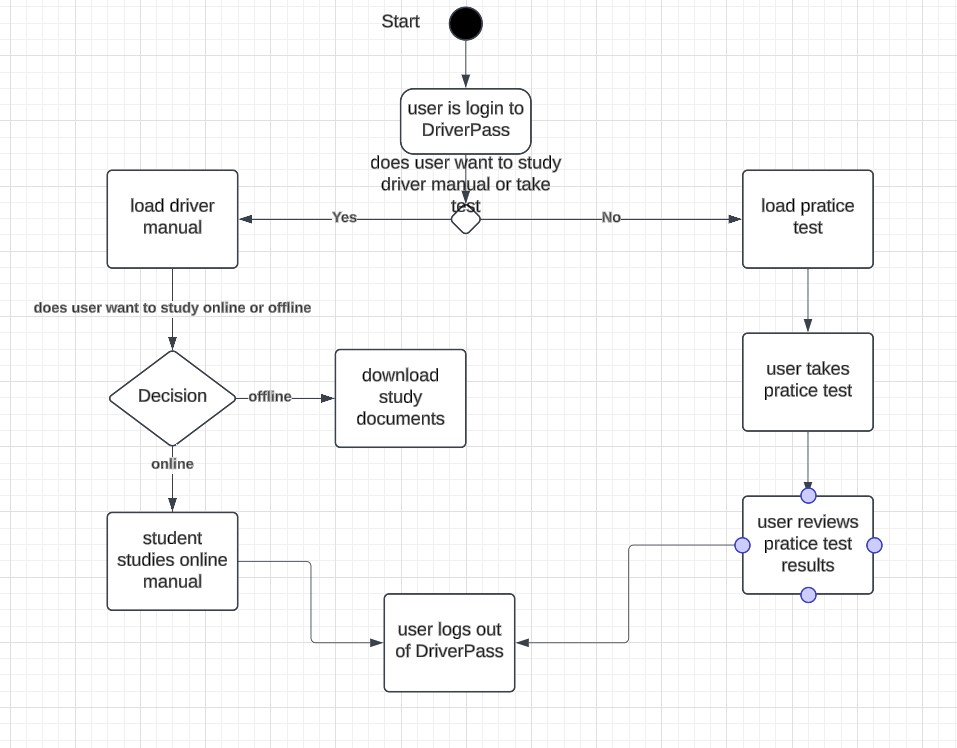 Start
user is login to
DriverPass
does user want to study
driver manual or take
test
Yes
No
load driver
manual
load pratice
test
does user want to study online or offline
Decision
offline
download
study
documents
user takes
pratice test
online
student
studies online
manual
user reviews
pratice test
results
user logs out
of DriverPass